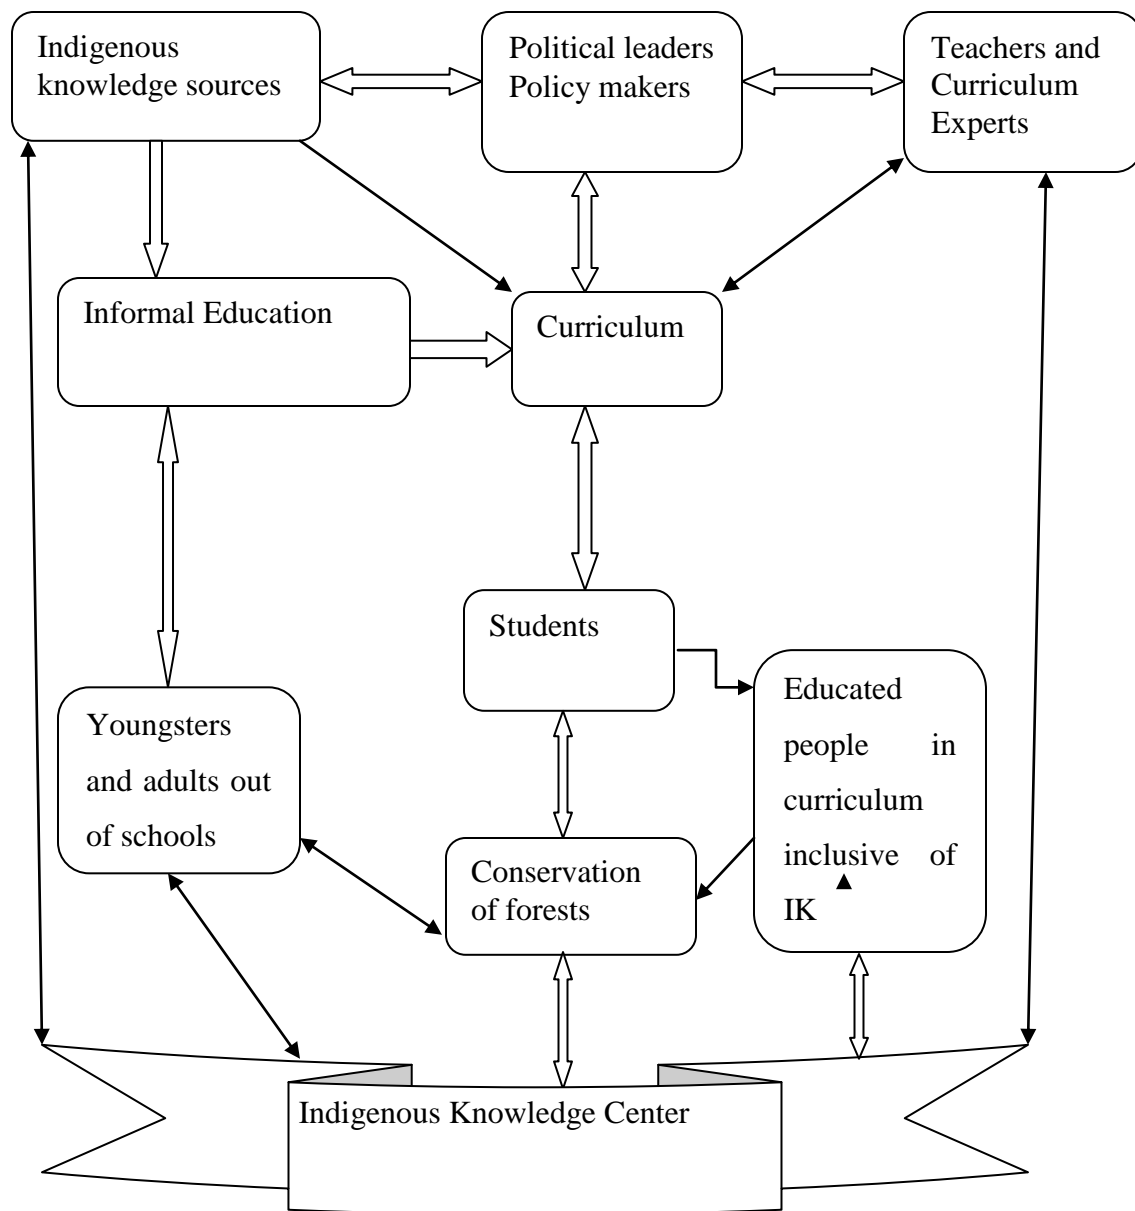 Indigenous
knowledge sources
Political leaders
Policy makers
Teachers and
Curriculum
Experts
Informal Education
Curriculum
Students
Educated
people in
curriculum
inclusive of
IK
Youngsters
and adults out
of schools
Conservation
of forests
Indigenous Knowledge Center